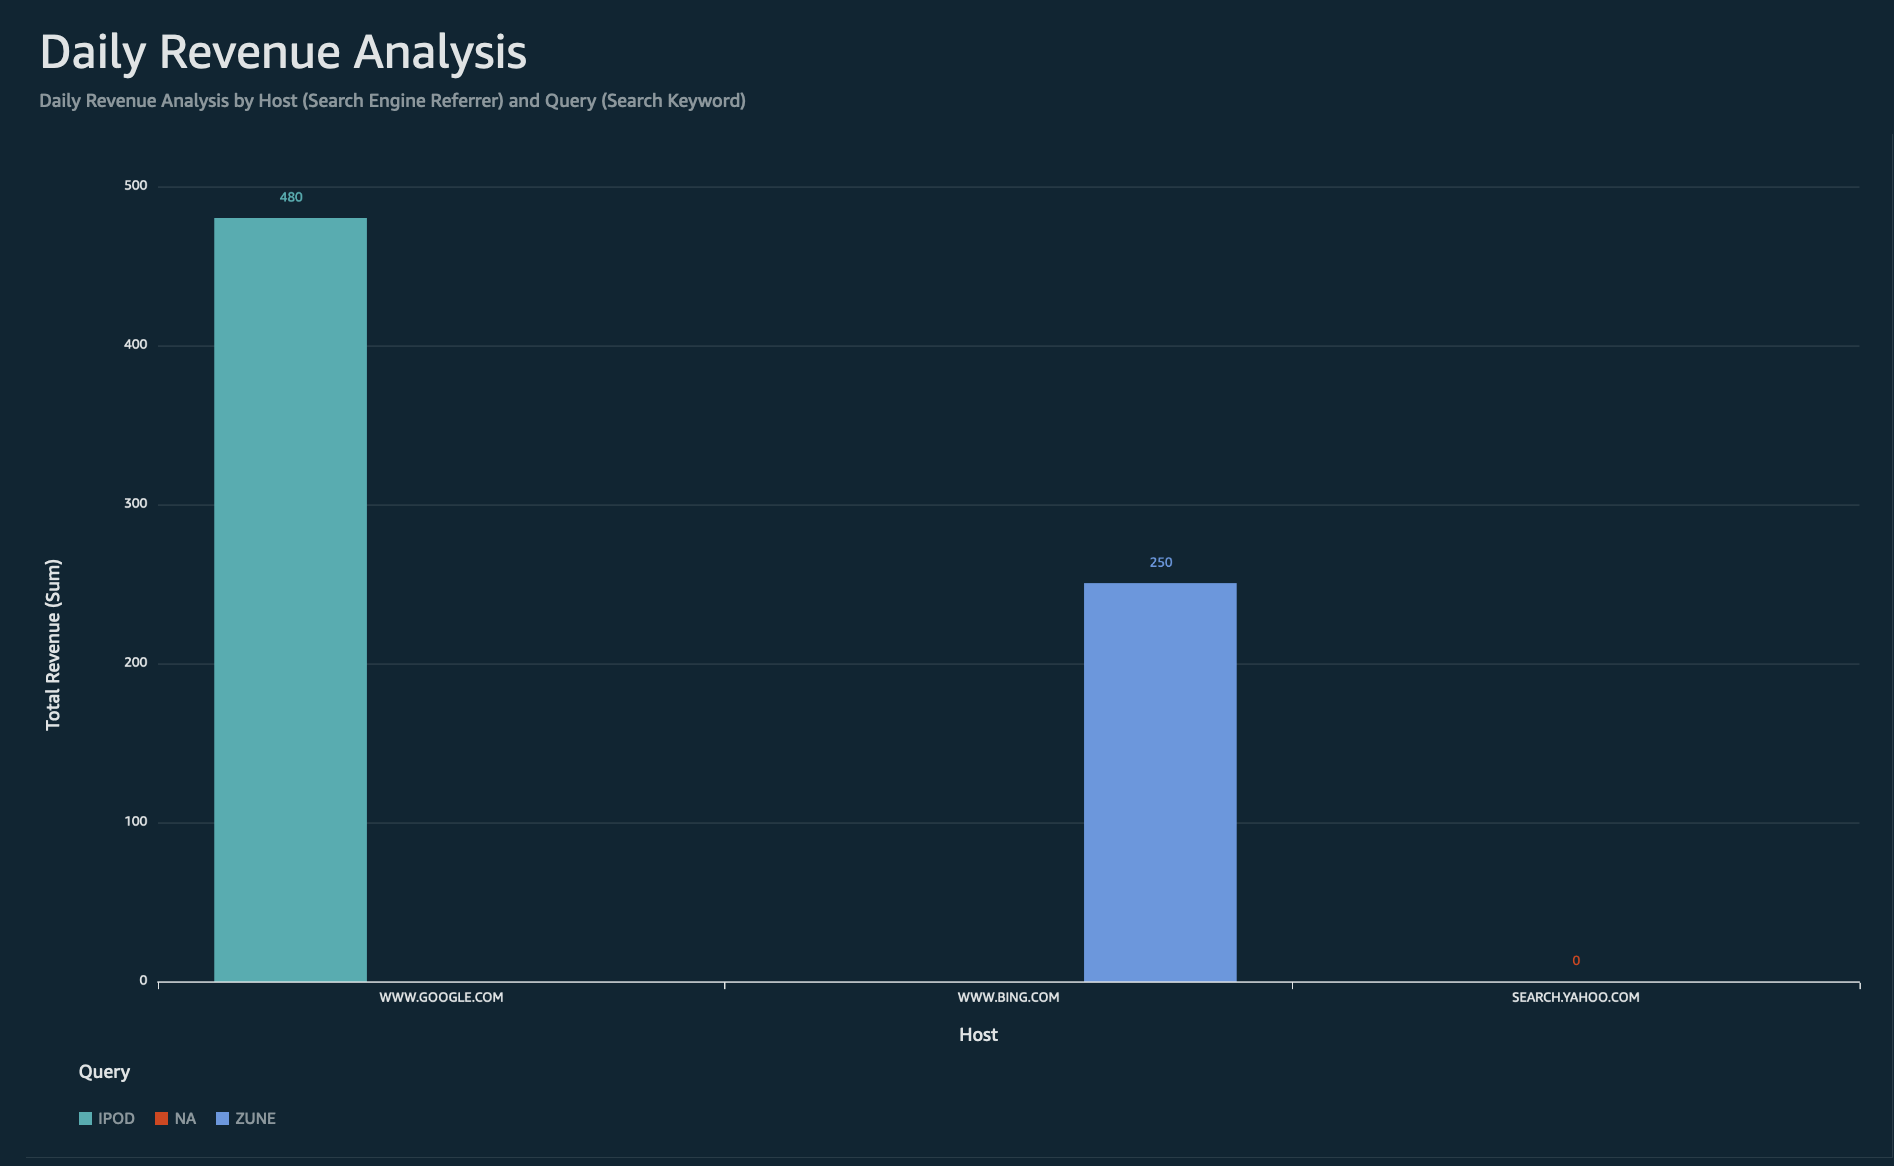 Daily Revenue Analysis
Daily Revenue Analysis by Host (Search Engine Referrer) and Query (Search Keyword)
500
480
400
300
250
200
100
0
0
Total Revenue (Sum)
WWW.GOOGLE.COM
WWW.BING.COM
SEARCH.YAHOO.COM
Host
Query
IPOD NA ZUNE